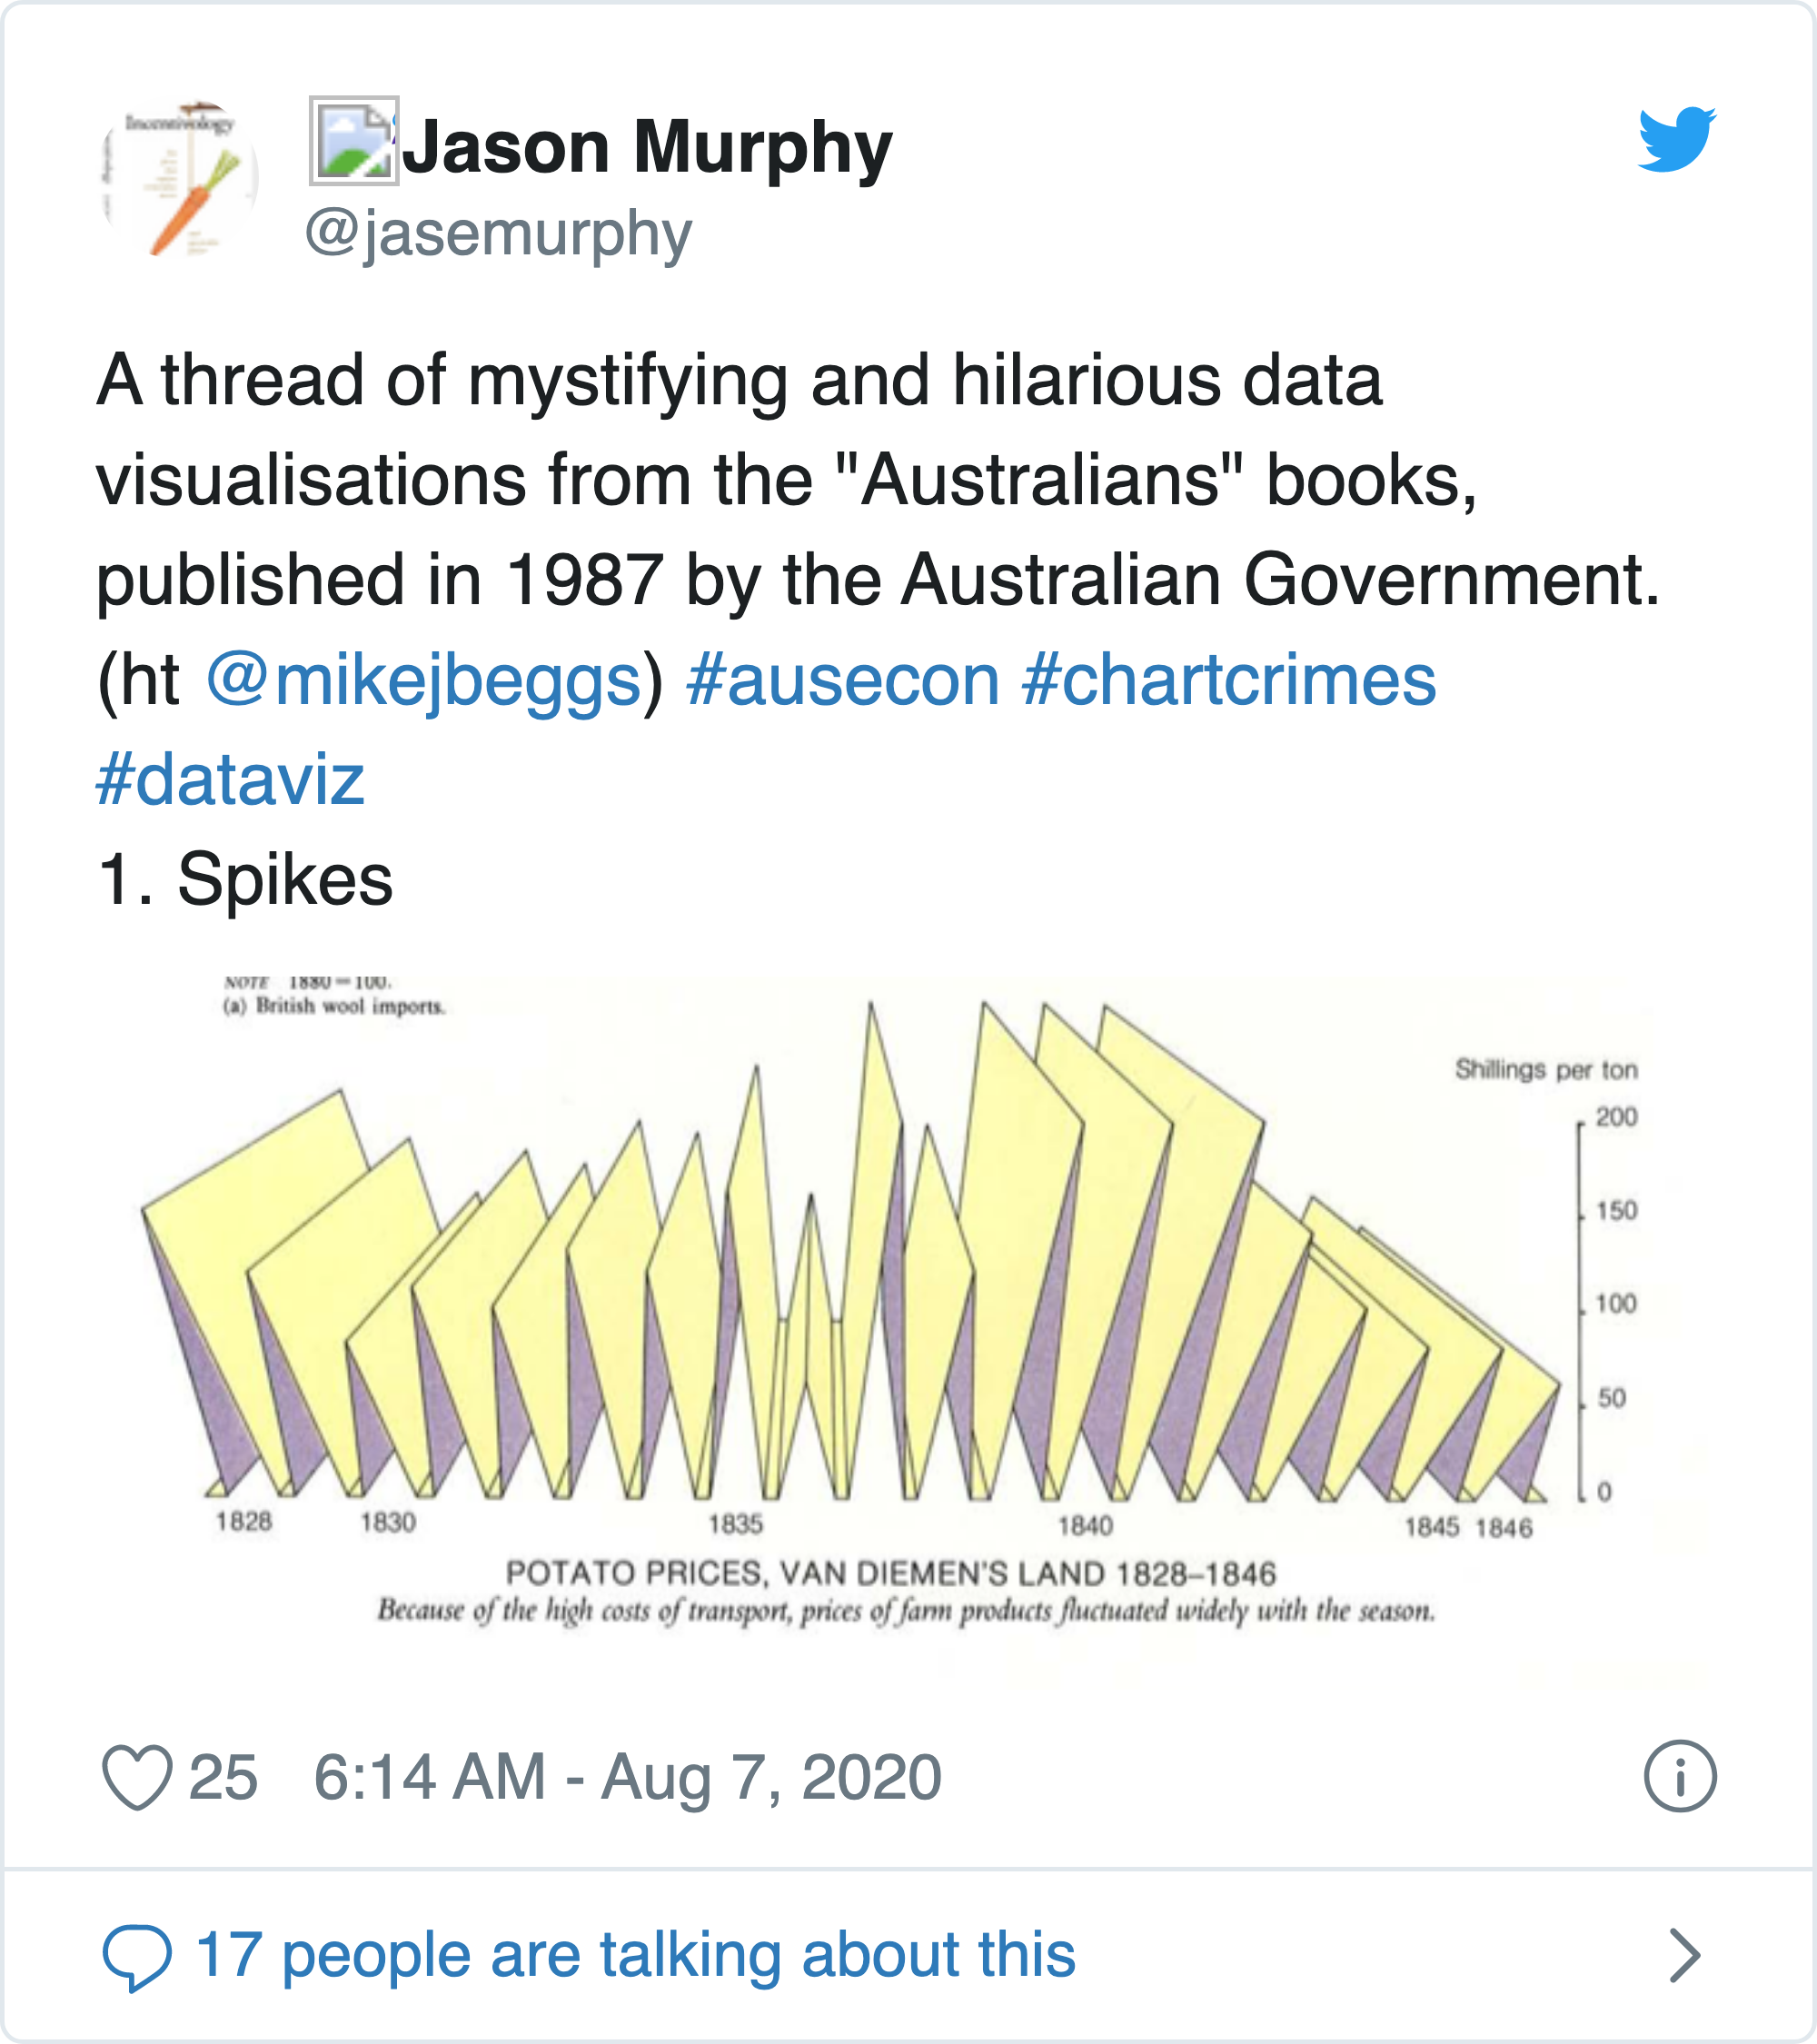 Incentivology
Jason Murphy
@jasemurphy
A thread of mystifying and hilarious data
visualisations from the "Australians" books,
published in 1987 by the Australian Government.
(ht @mikejbeggs) #ausecon #chartcrimes
#dataviz
1. Spikes
NOTE 1880=100.
(a) British wool imports.
Shillings per ton
200
150
100
50
0
1828 1830 1835 1840 1845 1846
POTATO PRICES, VAN DIEMEN'S LAND 1828–1846
Because of the high costs of transport, prices of farm products fluctuated widely with the season.
25 6:14 AM - Aug 7, 2020
17 people are talking about this